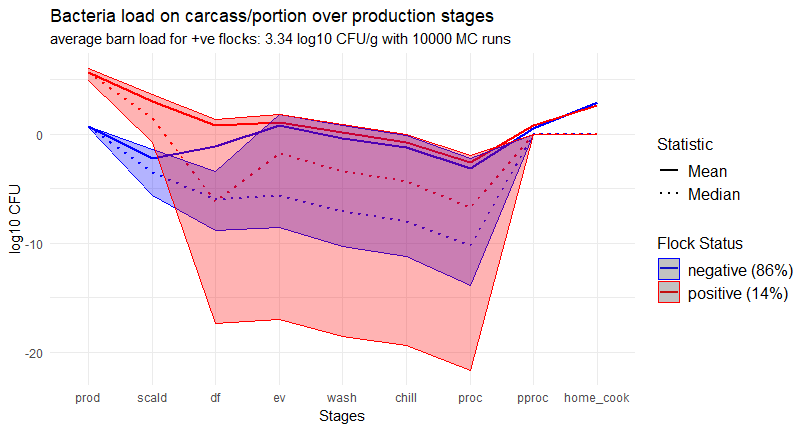 Bacteria load on carcass/portion over production stages
average barn load for +ve flocks: 3.34 log10 CFU/g with 10000 MC runs
log10 CFU
0
-10
-20
prod scald df ev wash chill proc pproc home_cook
Stages
Statistic
Mean
Median
Flock Status
negative (86%)
positive (14%)